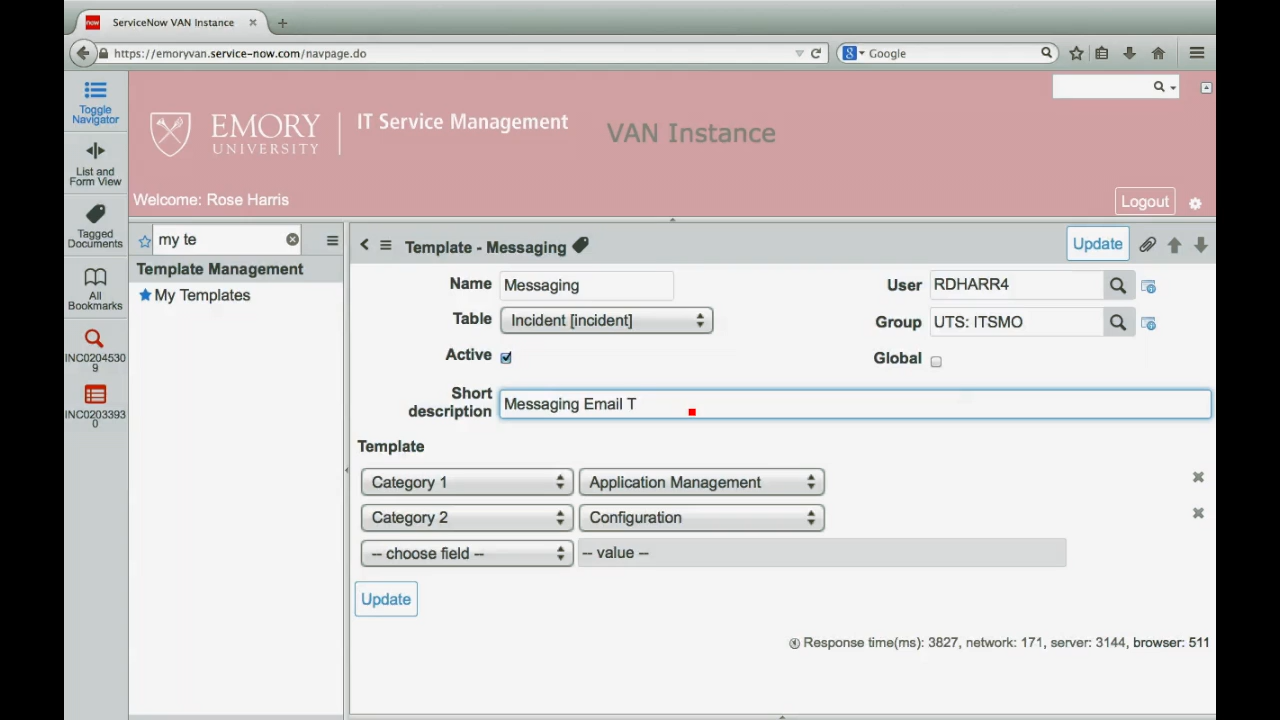 now ServiceNow VAN Instance × +
https://emoryvan.service-now.com/navpage.do
Google
Toggle Navigator
EMORY UNIVERSITY
IT Service Management
VAN Instance
List and Form View
Welcome: Rose Harris
Logout
Tagged Documents
my te
Template - Messaging
Update
Template Management
My Templates
All Bookmarks
Name Messaging
User RDHARR4
Table Incident [incident]
Group UTS: ITSMO
INC02045309
Active
Global
INC02033930
Short description Messaging Email T
Template
Category 1 Application Management
Category 2 Configuration
-- choose field -- -- value --
Update
Response time(ms): 3827, network: 171, server: 3144, browser: 511